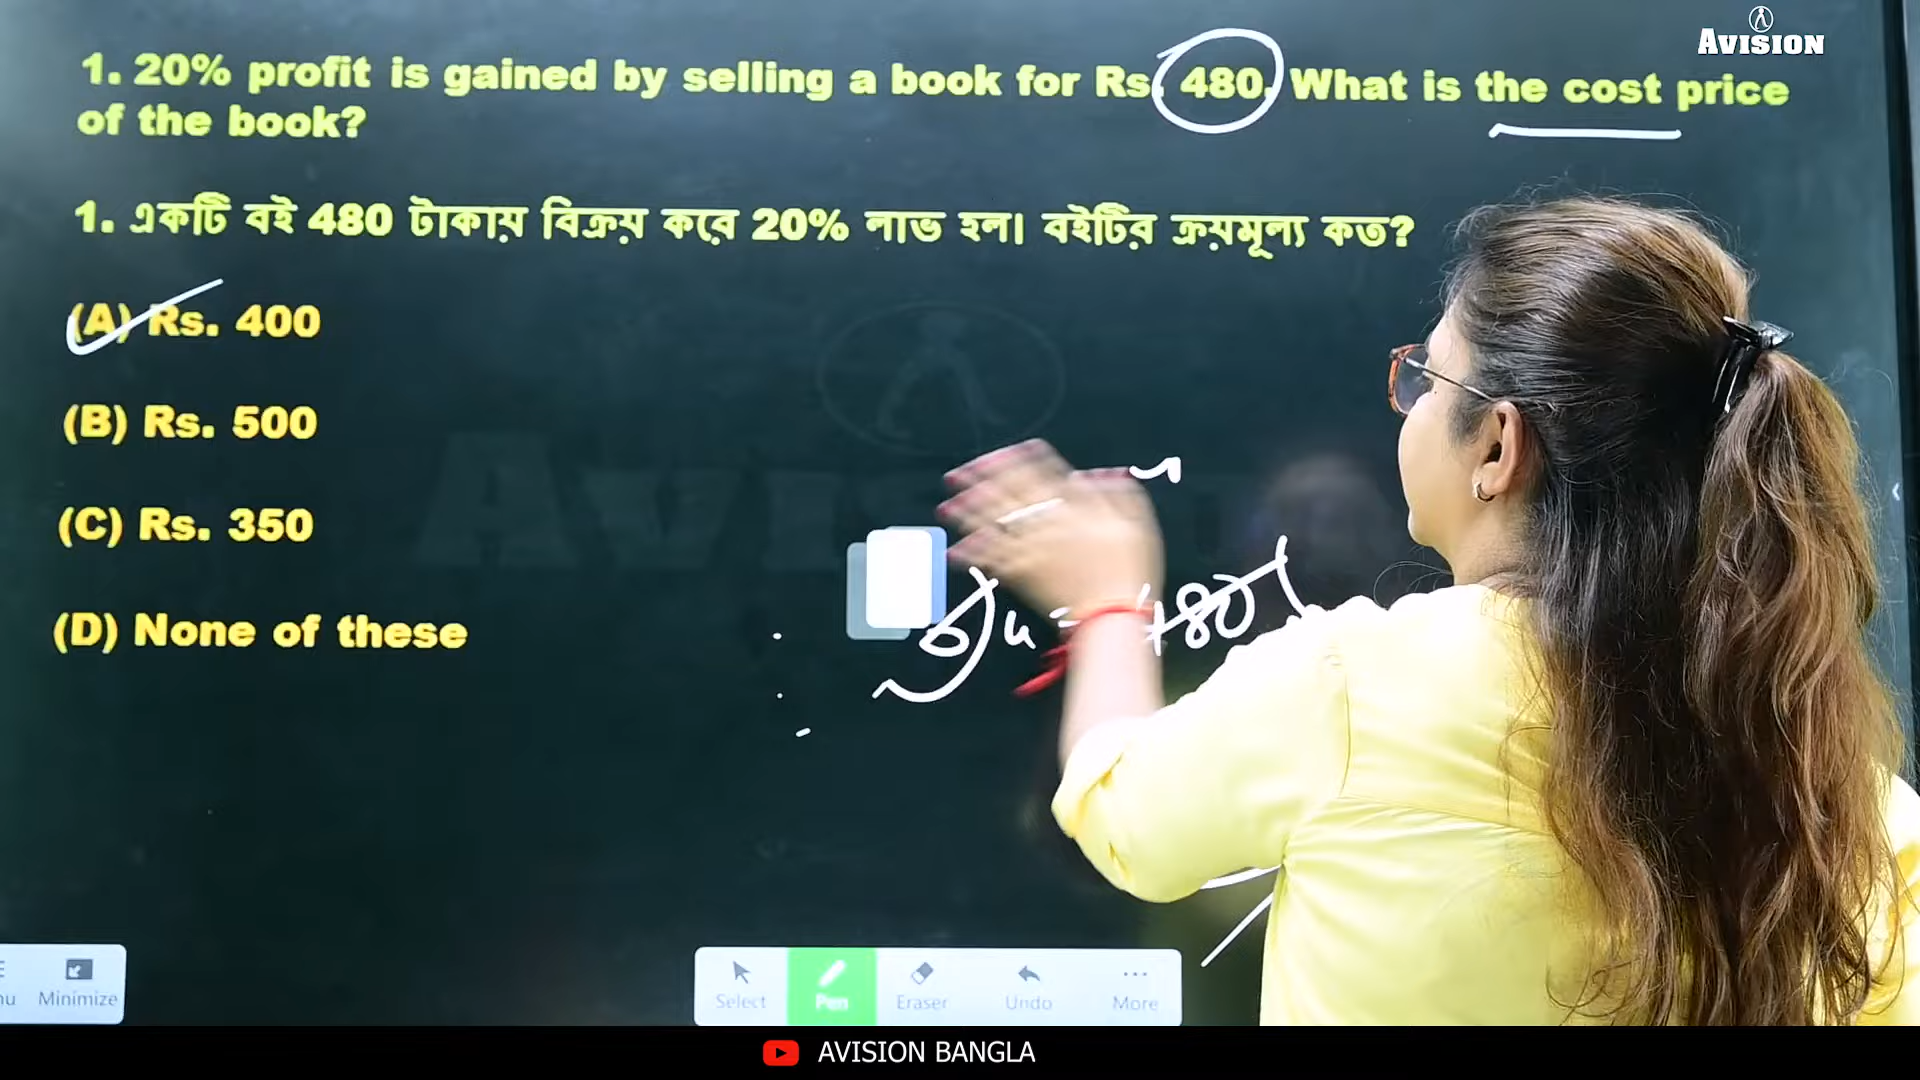 AVISION
1. 20% profit is gained by selling a book for Rs. 480. What is the cost price
of the book?
1. একটি বই 480 টাকায় বিক্রয় করে 20% লাভ হল। বইটির ক্রয়মূল্য কত?
(A) Rs. 400
(B) Rs. 500
(C) Rs. 350
(D) None of these
480
Minimize
Select
Pen
Eraser
Undo
More
AVISION BANGLA